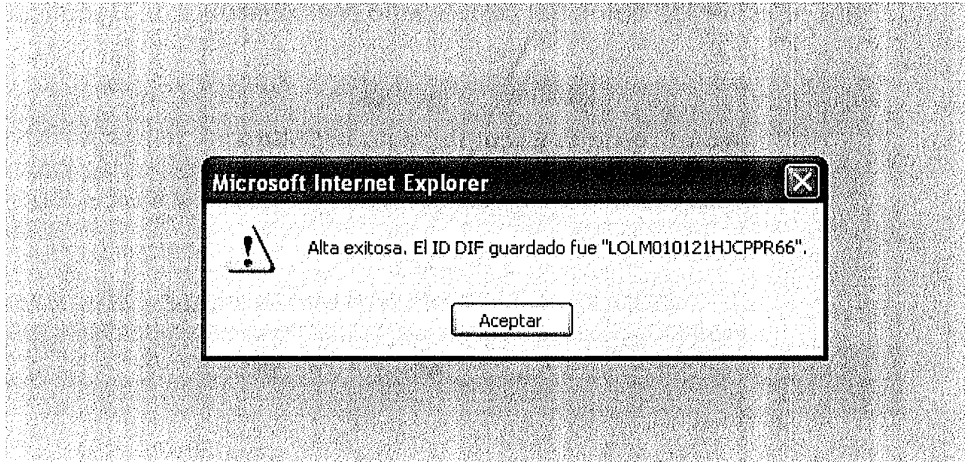 Microsoft Internet Explorer
Alta exitosa. El ID DIF guardado fue "LOLM010121HJCPPR66".
Aceptar